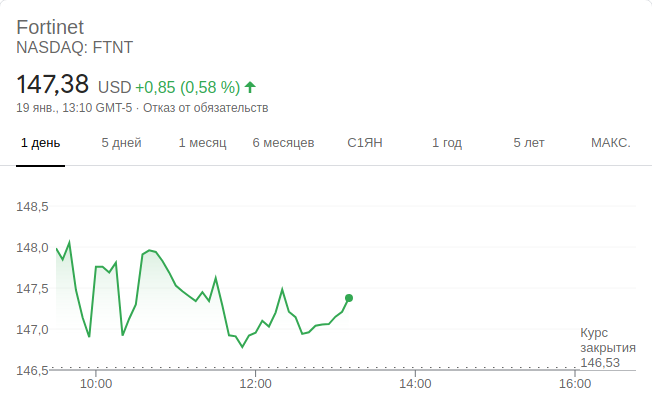 Fortinet
NASDAQ: FTNT
147,38 USD +0,85 (0,58 %)
19 янв., 13:10 GMT-5 · Отказ от обязательств
1 день 5 дней 1 месяц 6 месяцев С1ЯН 1 год 5 лет МАКС.
148,5
148,0
147,5
147,0
146,5
Курс
закрытия
146,53
10:00 12:00 14:00 16:00